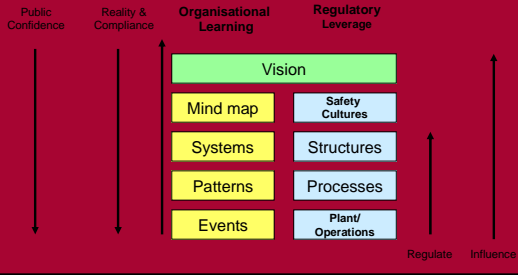 Public
Confidence
Reality &
Compliance
Organisational
Learning
Regulatory
Leverage
Vision
Mind map
Safety
Cultures
Systems
Structures
Patterns
Processes
Events
Plant/
Operations
Regulate
Influence